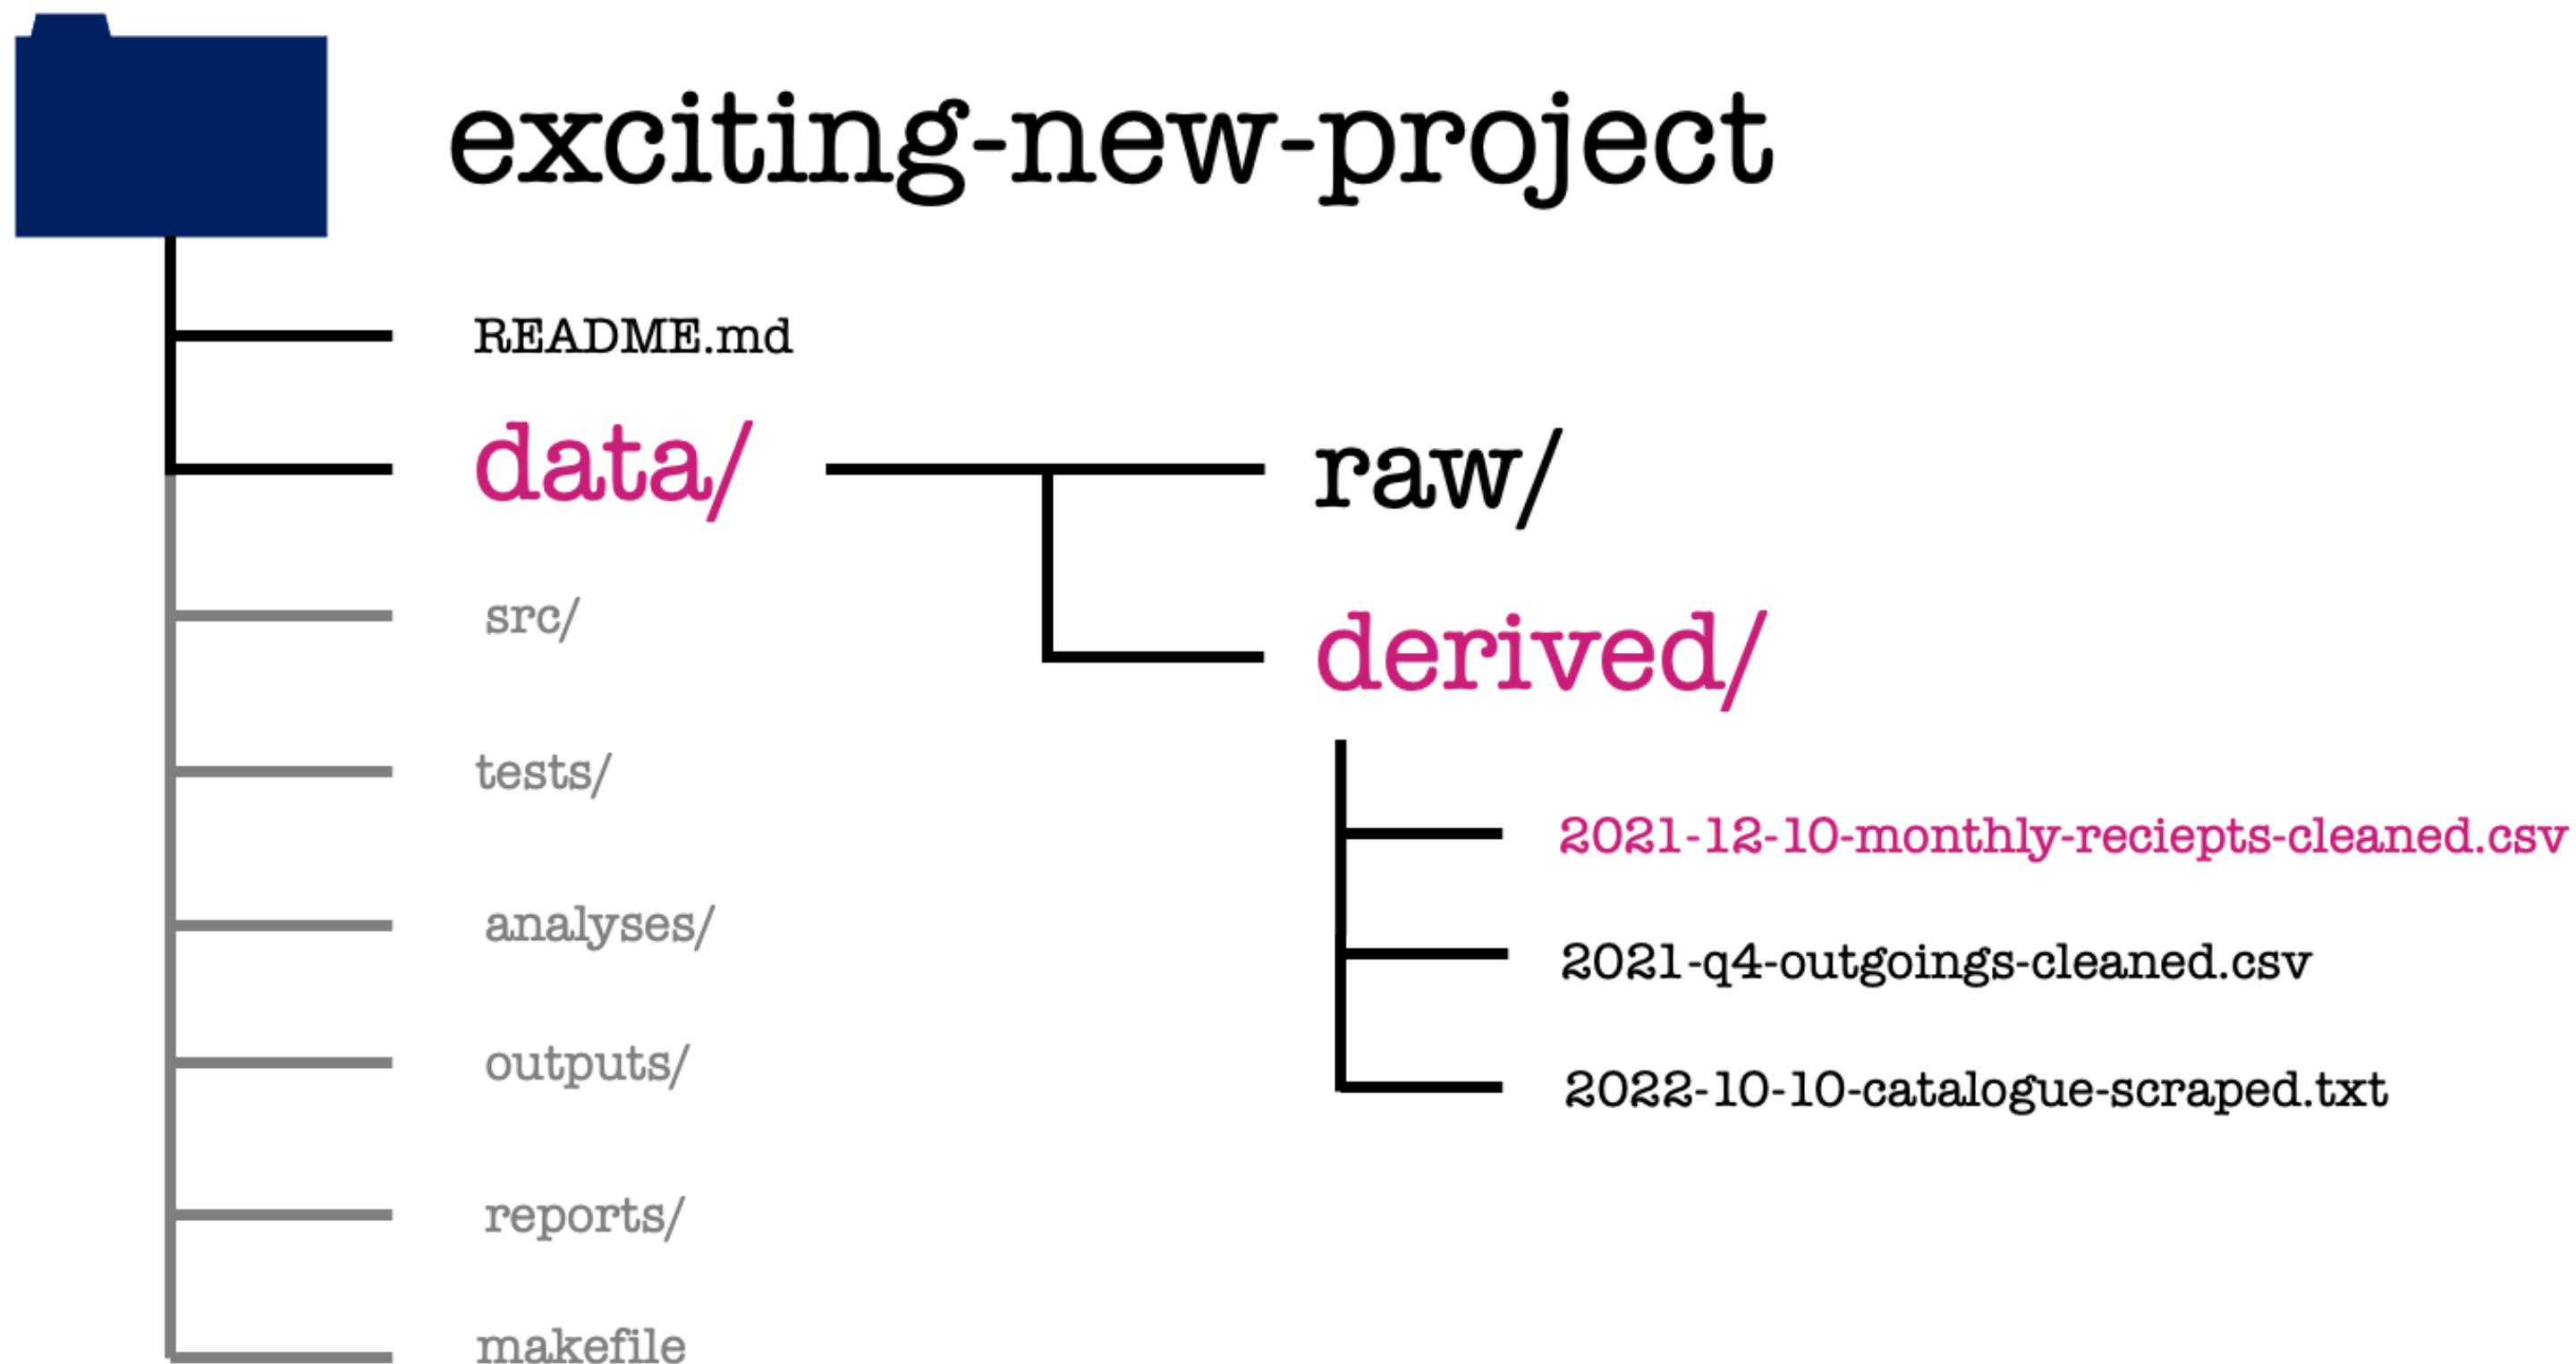 exciting-new-project
README.md
data/
raw/
derived/
src/
tests/
2021-12-10-monthly-reciepts-cleaned.csv
analyses/
2021-q4-outgoings-cleaned.csv
outputs/
2022-10-10-catalogue-scraped.txt
reports/
makefile